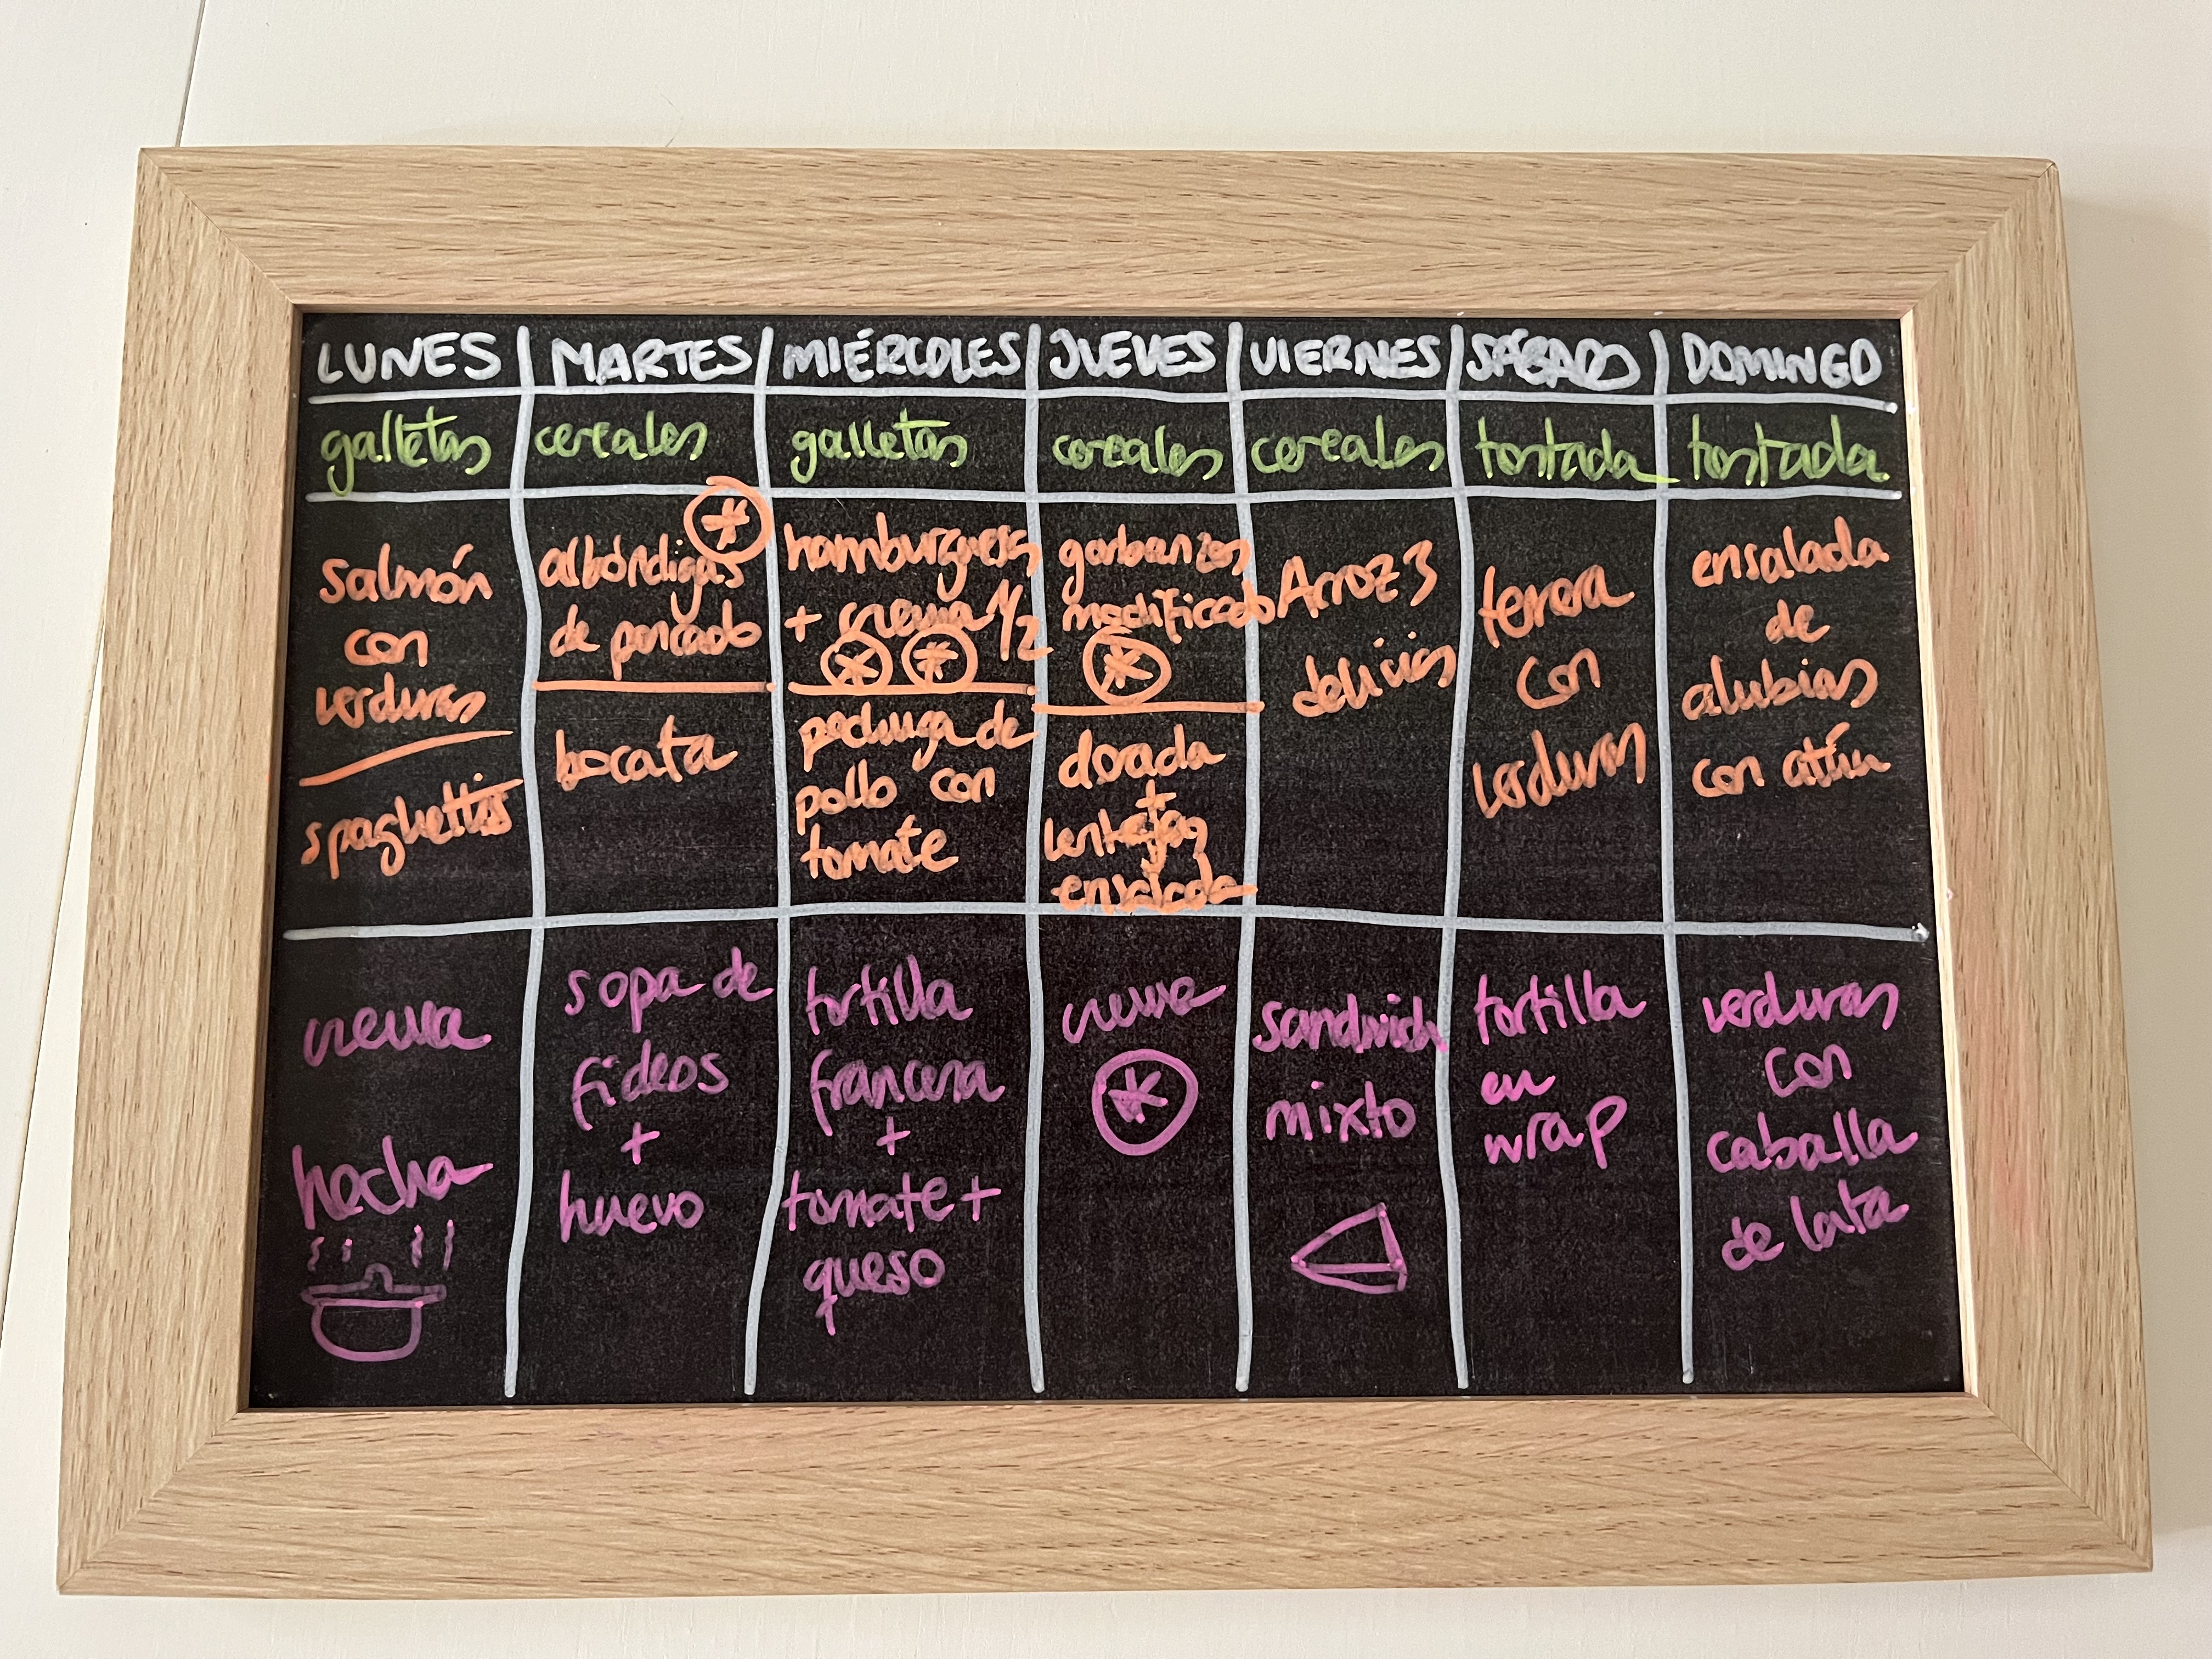 LUNES MARTES MIÉRCOLES JUEVES VIERNES SÁBADO DOMINGO
galletas cereales galletas cereales cereales tostada tostada
salmón
con
verduras
spaghettis
albóndigas
de pescado
bocata
hamburguesa
+ crema 1/2
pechuga de
pollo con
tomate
garbanzos
modificado
dorada
+
lentejas
ensalada
Arroz 3
delicias
ternera
con
verduras
ensalada
de
alubias
con atún
crema
hecha
sopa de
fideos
+
huevo
tortilla
francesa
+
tomate +
queso
crema
sandwich
mixto
tortilla
en
wrap
verduras
con
caballa
de lata